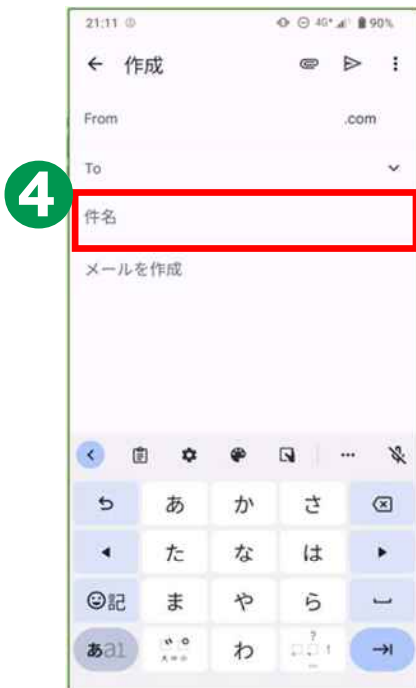 21:11 4G+ 90%
作成
From .com
To
4
件名
メールを作成
あ か さ
た な は
記 ま や ら
あa1 わ ?!